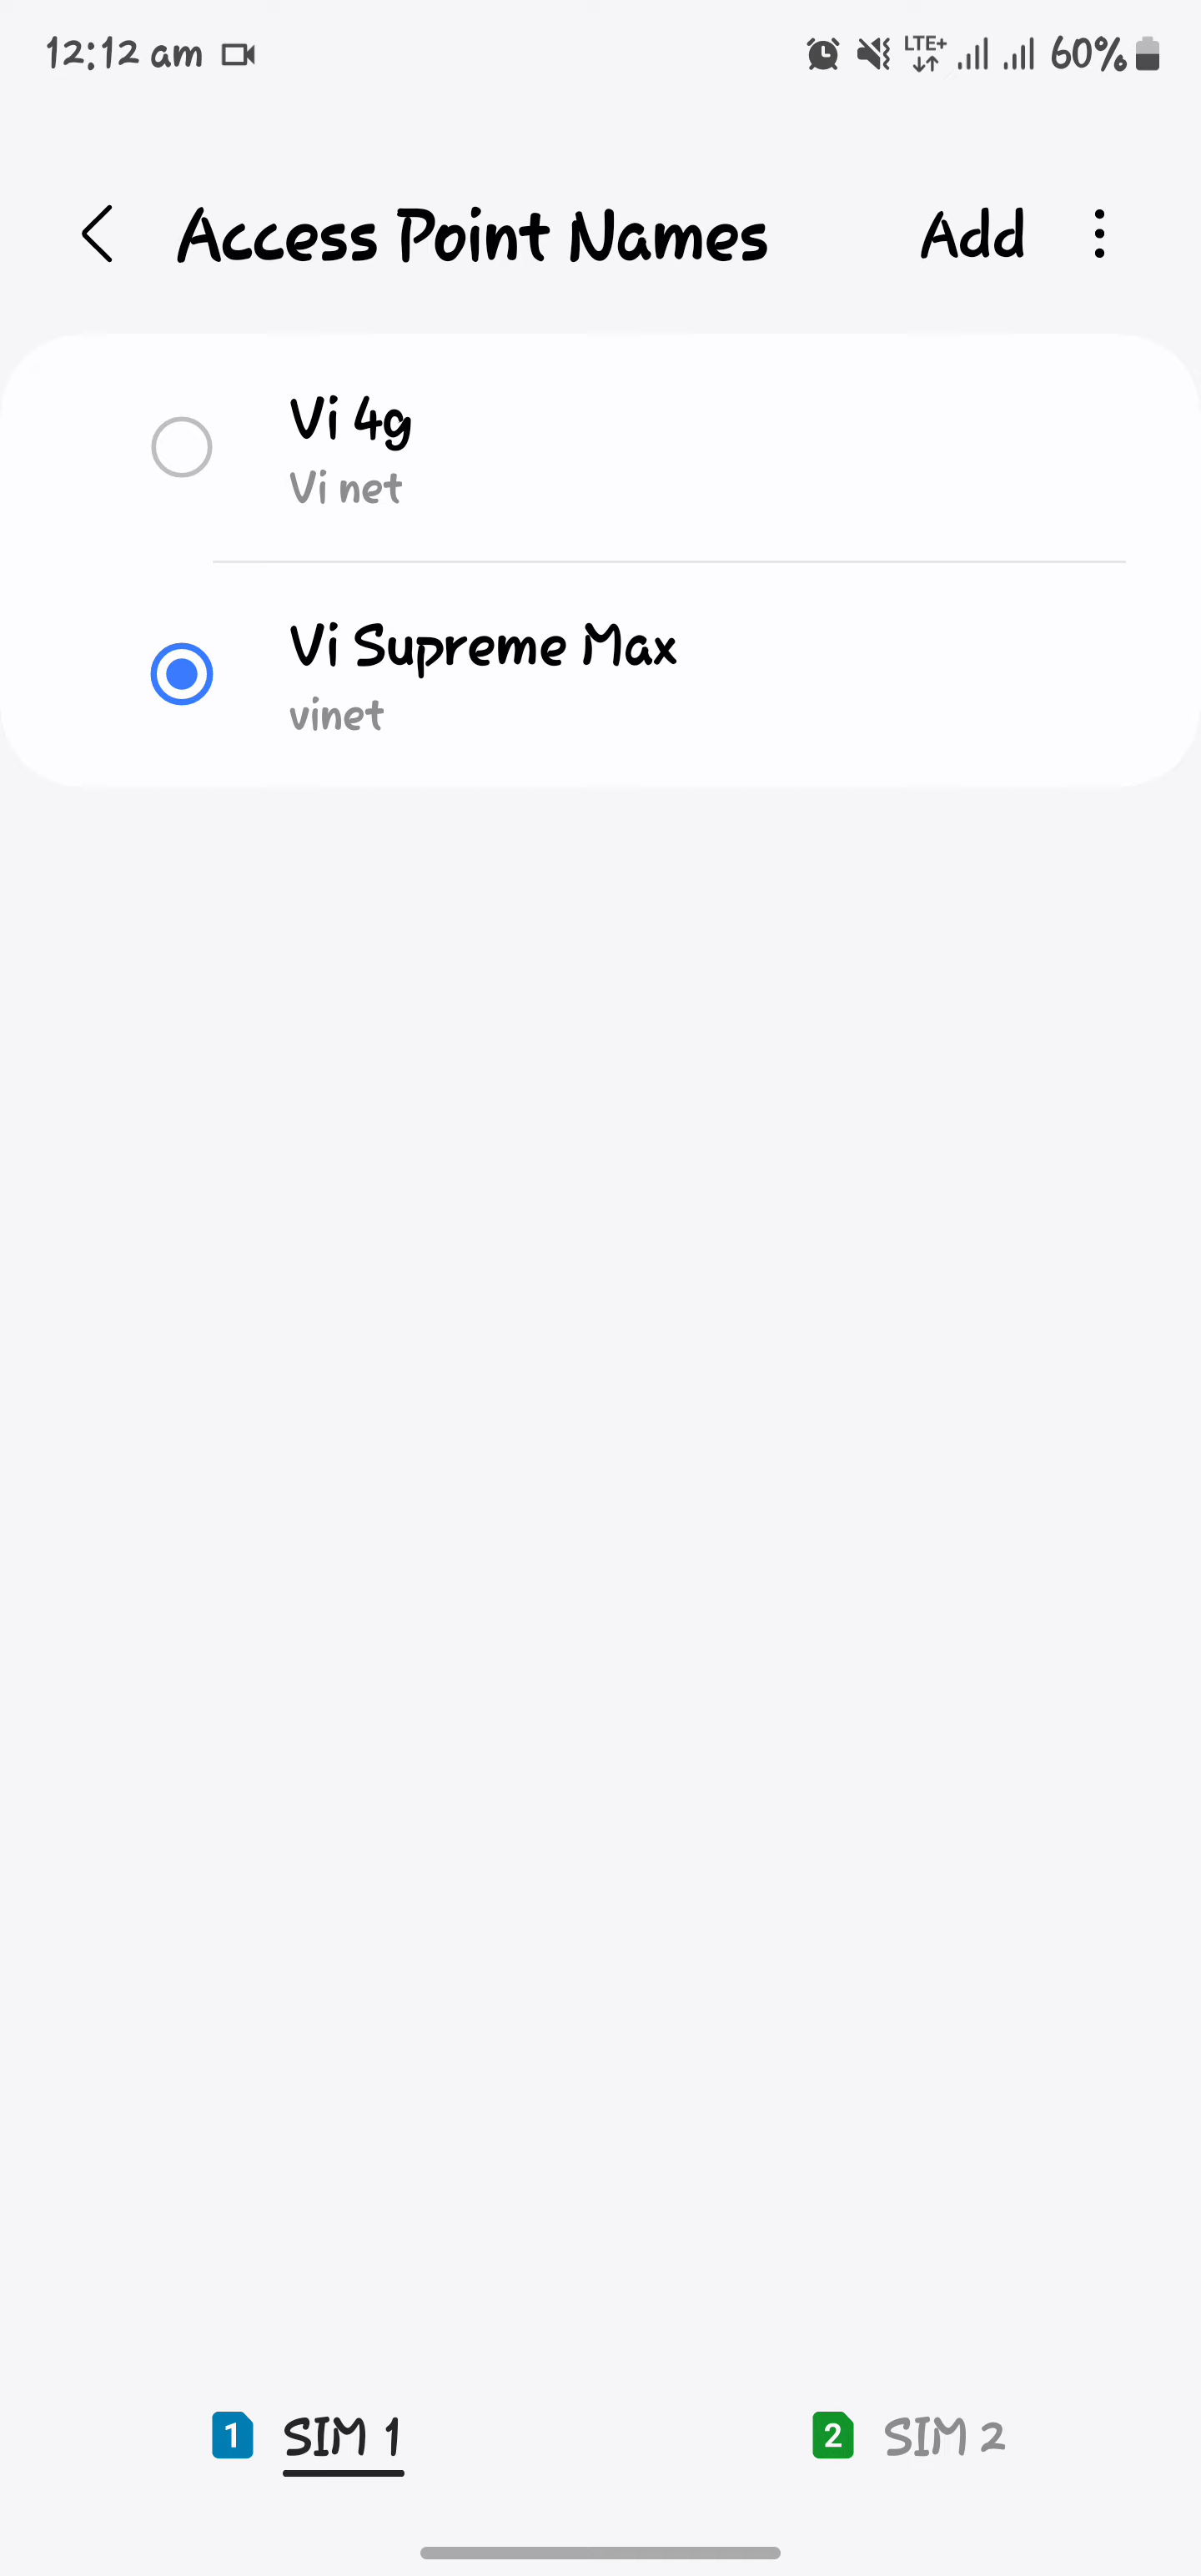 12:12 am LTE+ 60%
Access Point Names Add
Vi 4g
Vi net
Vi Supreme Max
vinet
1 SIM 1 2 SIM 2